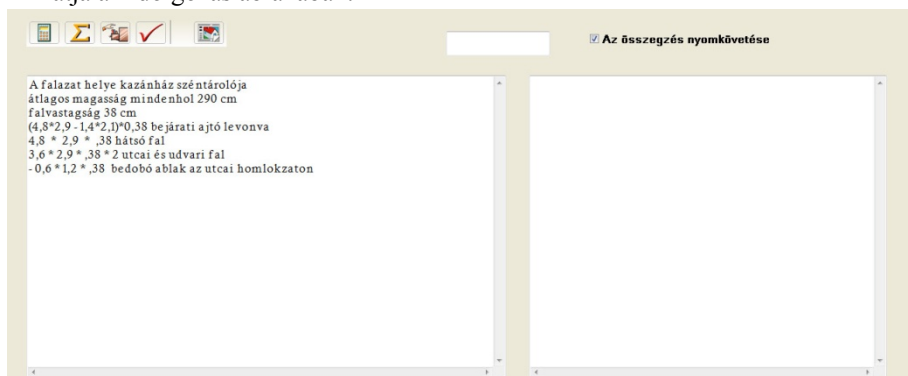 Az összegzés nyomkövetése
A falazat helye kazánház széntárolója
átlagos magasság mindenhol 290 cm
falvastagság 38 cm
(4,8*2,9 - 1,4*2,1)*0,38 bejárati ajtó levonva
4,8 * 2,9 * ,38 hátsó fal
3,6 * 2,9 * ,38 * 2 utcai és udvari fal
- 0,6 * 1,2 * ,38 bedobó ablak az utcai homlokzaton